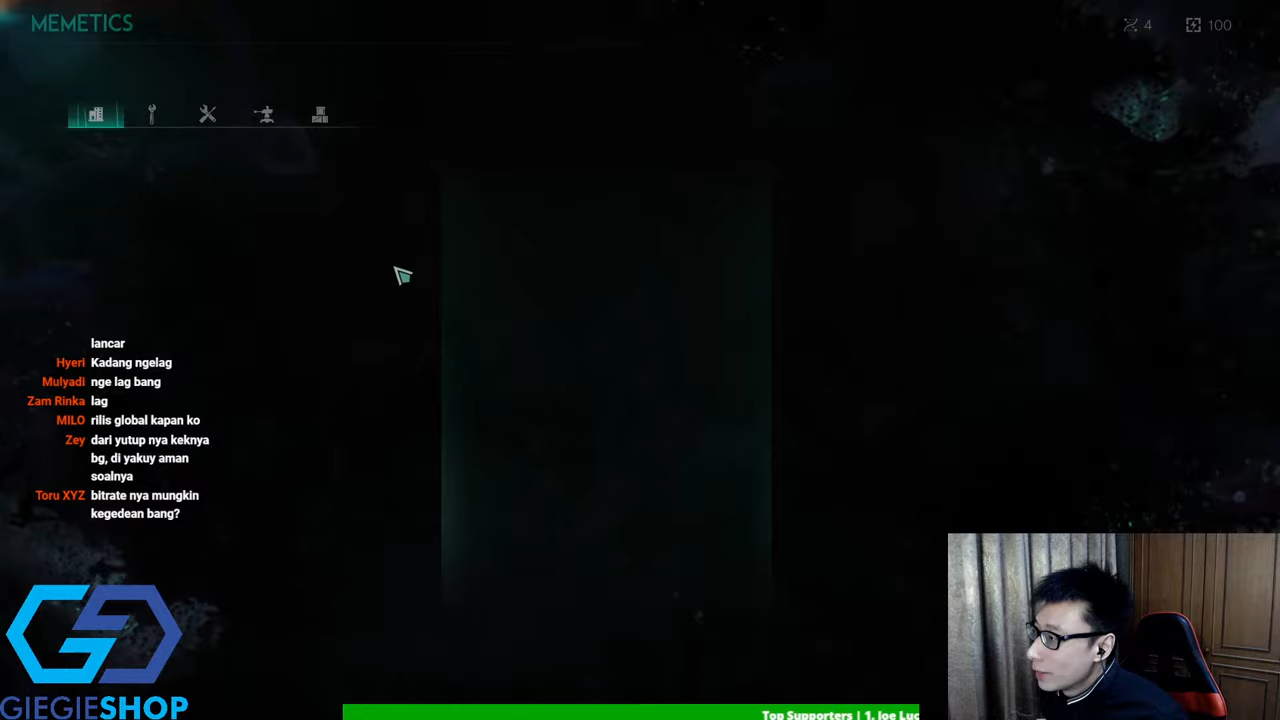 MEMETICS
4
100
lancar
Hyeri Kadang ngelag
Mulyadi nge lag bang
Zam Rinka lag
MILO rilis global kapan ko
Zey dari yutup nya keknya
bg, di yakuy aman
soalnya
Toru XYZ bitrate nya mungkin
kegedean bang?
GIEGIESHOP
Top Supporters | 1. Joe Luc